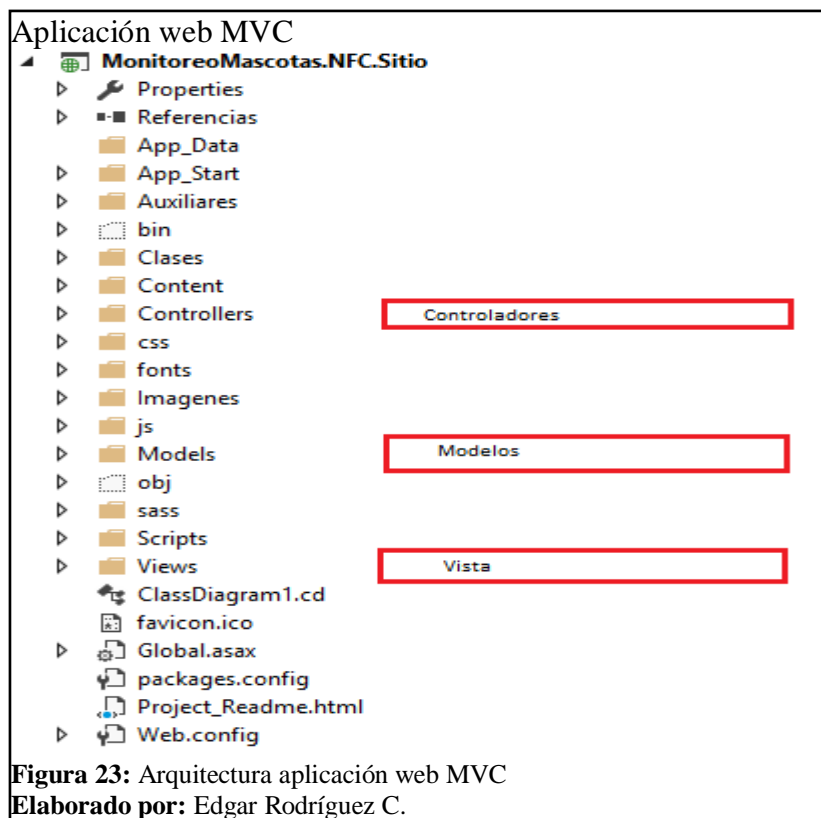 Aplicación web MVC
MonitoreoMascotas.NFC.Sitio
Properties
Referencias
App_Data
App_Start
Auxiliares
bin
Clases
Content
Controllers Controladores
css
fonts
Imagenes
js
Models Modelos
obj
sass
Scripts
Views Vista
ClassDiagram1.cd
favicon.ico
Global.asax
packages.config
Project_Readme.html
Web.config
Figura 23: Arquitectura aplicación web MVC
Elaborado por: Edgar Rodríguez C.